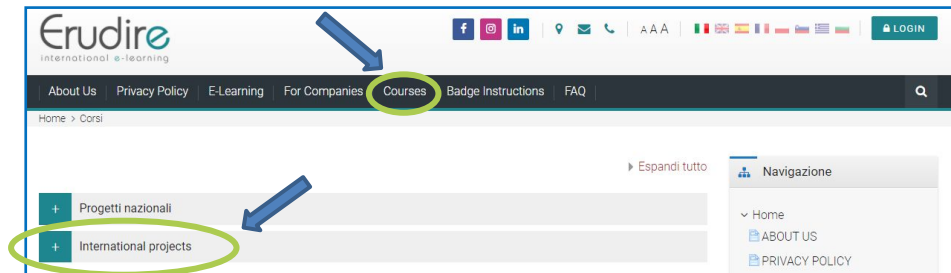 Erudire
international e-learning
f in A A A LOGIN
About Us Privacy Policy E-Learning For Companies Courses Badge Instructions FAQ
Home > Corsi
Espandi tutto
Navigazione
+ Progetti nazionali
Home
+ International projects
ABOUT US
PRIVACY POLICY